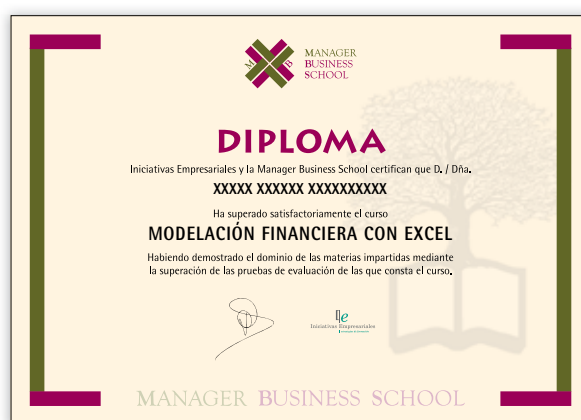 M B
MANAGER
BUSINESS
SCHOOL
DIPLOMA
Iniciativas Empresariales y la Manager Business School certifican que D. / Dña.
XXXXX XXXXXX XXXXXXXXXX
Ha superado satisfactoriamente el curso
MODELACIÓN FINANCIERA CON EXCEL
Habiendo demostrado el dominio de las materias impartidas mediante
la superación de las pruebas de evaluación de las que consta el curso.
Ie
Iniciativas Empresariales
MANAGER BUSINESS SCHOOL